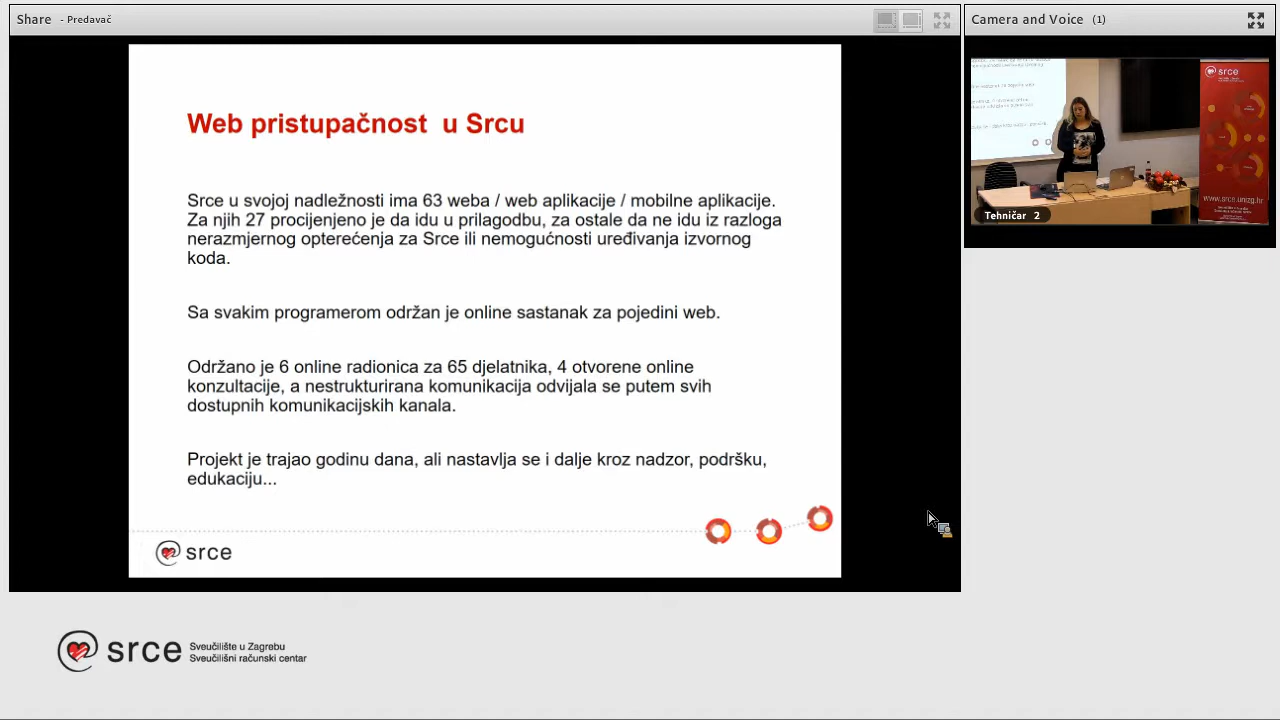 Share - Predavač
Camera and Voice (1)
Web pristupačnost u Srcu
Srce u svojoj nadležnosti ima 63 weba / web aplikacije / mobilne aplikacije.
Za njih 27 procijenjeno je da idu u prilagodbu, za ostale da ne idu iz razloga
nerazmjernog opterećenja za Srce ili nemogućnosti uređivanja izvornog
koda.
Sa svakim programerom održan je online sastanak za pojedini web.
Održano je 6 online radionica za 65 djelatnika, 4 otvorene online
konzultacije, a nestrukturirana komunikacija odvijala se putem svih
dostupnih komunikacijskih kanala.
Projekt je trajao godinu dana, ali nastavlja se i dalje kroz nadzor, podršku,
edukaciju...
srce
srce
www.srce.unizg.hr
Tehničar 2
srce
Sveučilište u Zagrebu
Sveučilišni računski centar